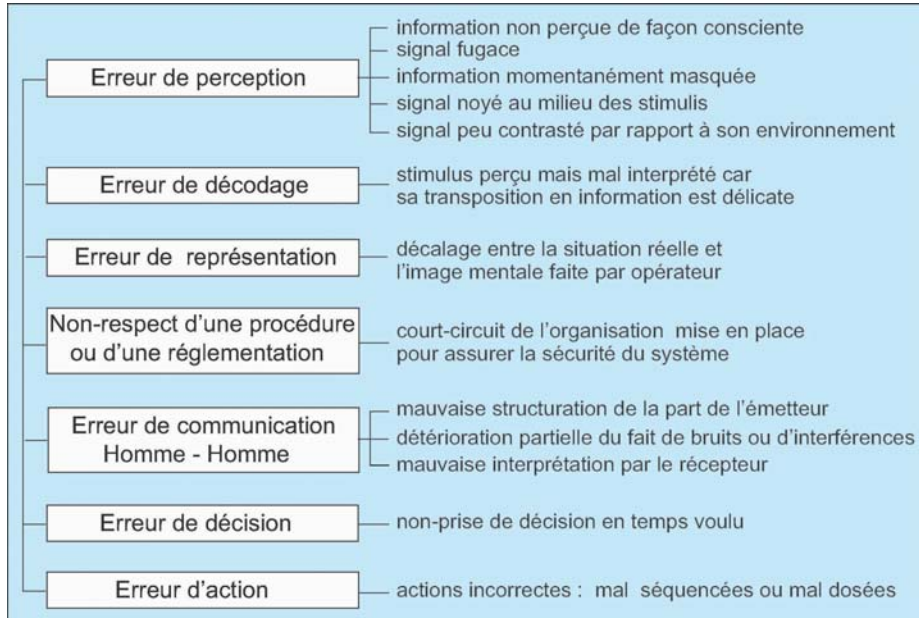 Erreur de perception
information non perçue de façon consciente
signal fugace
information momentanément masquée
signal noyé au milieu des stimulis
signal peu contrasté par rapport à son environnement
Erreur de décodage
stimulus perçu mais mal interprété car
sa transposition en information est délicate
Erreur de représentation
décalage entre la situation réelle et
l'image mentale faite par opérateur
Non-respect d'une procédure
ou d'une réglementation
court-circuit de l'organisation mise en place
pour assurer la sécurité du système
Erreur de communication
Homme - Homme
mauvaise structuration de la part de l'émetteur
détérioration partielle du fait de bruits ou d'interférences
mauvaise interprétation par le récepteur
Erreur de décision
non-prise de décision en temps voulu
Erreur d'action
actions incorrectes : mal séquencées ou mal dosées